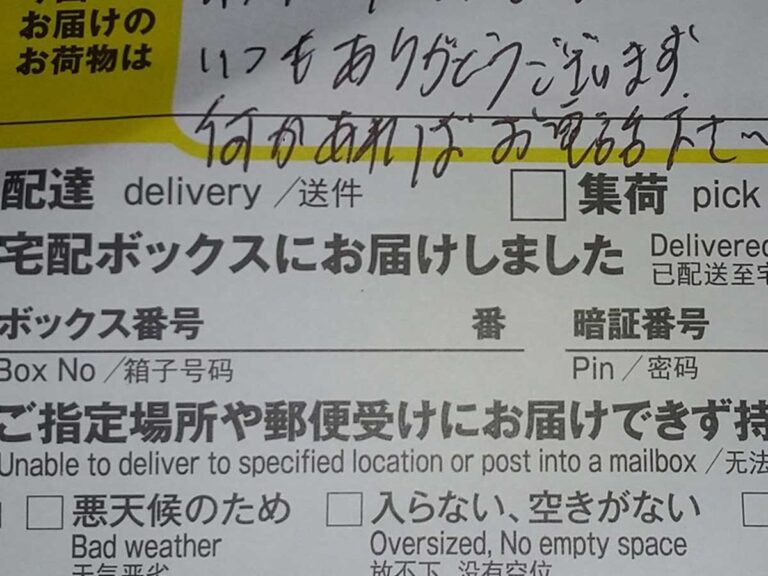 お届けの
お荷物は
いつもありがとうございます
何かあればお電話下さ〜
配達 delivery／送件
集荷 pick
宅配ボックスにお届けしました
Delivered
已配送至宅
ボックス番号 番
Box No／箱子号码
暗証番号
Pin／密码
ご指定場所や郵便受けにお届けできず持
Unable to deliver to specified location or post into a mailbox／无法
悪天候のため
Bad weather
天气恶劣
入らない、空きがない
Oversized, No empty space
放不下、没有空位